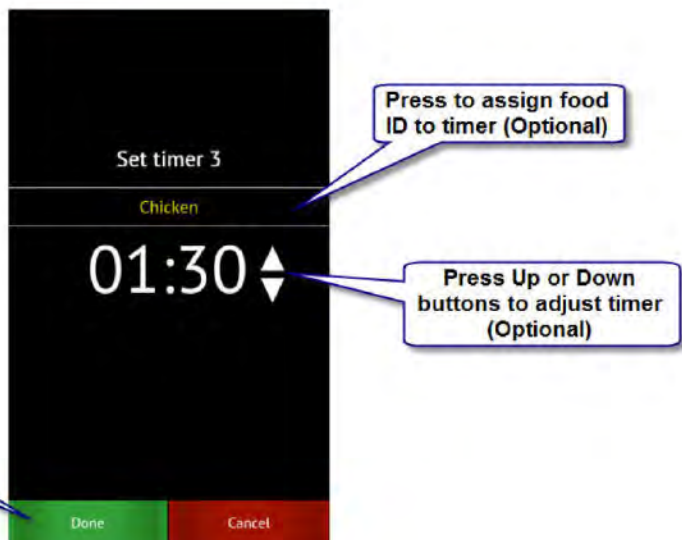 Press to assign food
ID to timer (Optional)
Set timer 3
Chicken
01:30
Press Up or Down
buttons to adjust timer
(Optional)
Done
Cancel